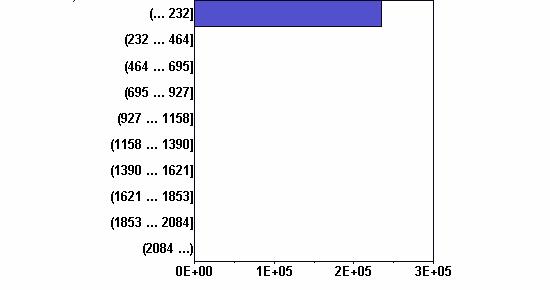 (... 232]
(232 ... 464]
(464 ... 695]
(695 ... 927]
(927 ... 1158]
(1158 ... 1390]
(1390 ... 1621]
(1621 ... 1853]
(1853 ... 2084]
(2084 ...)
0E+00 1E+05 2E+05 3E+05